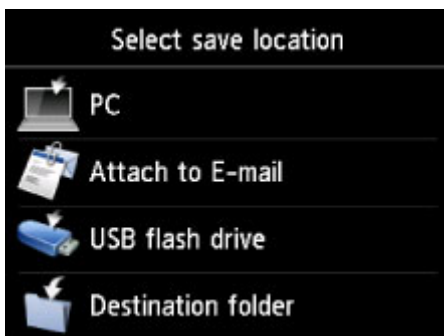 Select save location
PC
Attach to E-mail
USB flash drive
Destination folder